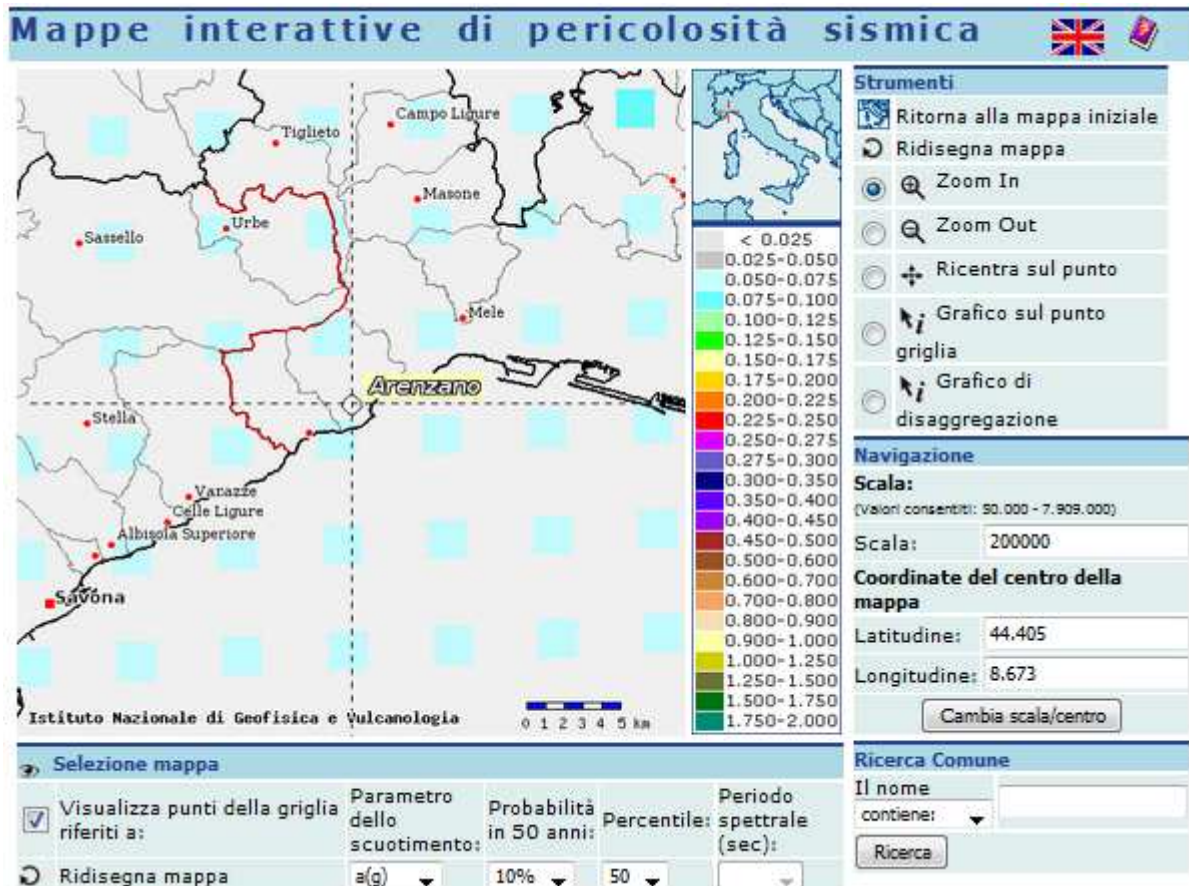 Mappe interattive di pericolosità sismica
Tiglieto
Campo Ligure
Masone
Urbe
Sassello
Mele
Arenzano
Stella
Varazze
Celle Ligure
Albisola Superiore
Savona
Istituto Nazionale di Geofisica e Vulcanologia
0 1 2 3 4 5 km
< 0.025
0.025-0.050
0.050-0.075
0.075-0.100
0.100-0.125
0.125-0.150
0.150-0.175
0.175-0.200
0.200-0.225
0.225-0.250
0.250-0.275
0.275-0.300
0.300-0.350
0.350-0.400
0.400-0.450
0.450-0.500
0.500-0.600
0.600-0.700
0.700-0.800
0.800-0.900
0.900-1.000
1.000-1.250
1.250-1.500
1.500-1.750
1.750-2.000
Strumenti
Ritorna alla mappa iniziale
Ridisegna mappa
Zoom In
Zoom Out
Ricentra sul punto
i Grafico sul punto
griglia
i Grafico di
disaggregazione
Navigazione
Scala:
(Valori consentiti: 50.000 - 7.909.000)
Scala: 200000
Coordinate del centro della
mappa
Latitudine: 44.405
Longitudine: 8.673
Cambia scala/centro
Ricerca Comune
Il nome
contiene:
Ricerca
Selezione mappa
Visualizza punti della griglia
riferiti a:
Parametro
dello
scuotimento:
Probabilità
in 50 anni:
Percentile:
Periodo
spettrale
(sec):
Ridisegna mappa
a(g)
10%
50